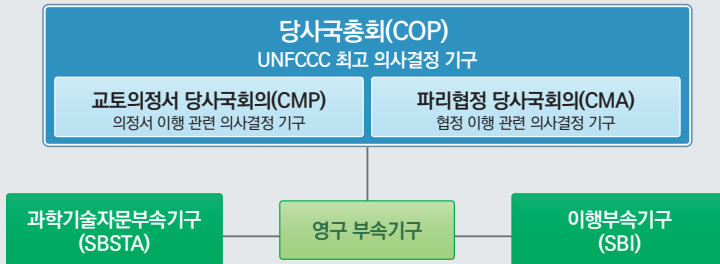 당사국총회(COP)
UNFCCC 최고 의사결정 기구
교토의정서 당사국회의(CMP)
의정서 이행 관련 의사결정 기구
파리협정 당사국회의(CMA)
협정 이행 관련 의사결정 기구
과학기술자문부속기구
(SBSTA)
영구 부속기구
이행부속기구
(SBI)